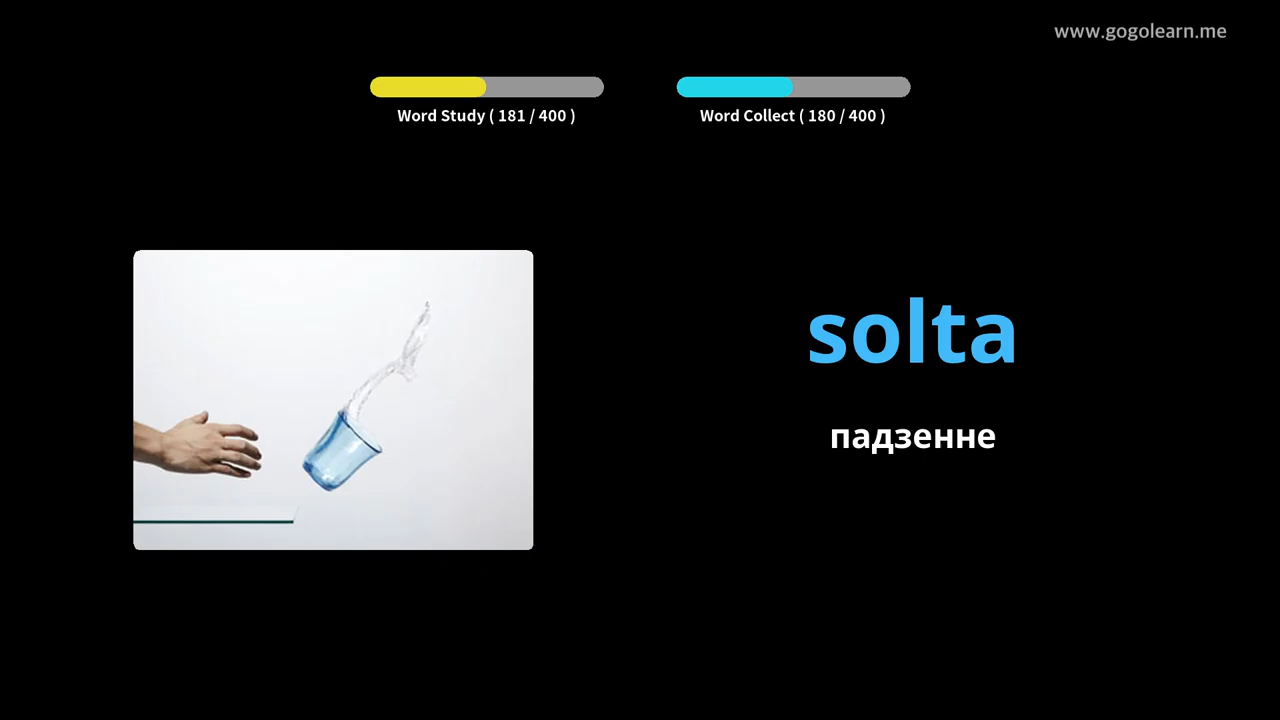 www.gogolearn.me
Word Study ( 181 / 400 )
Word Collect ( 180 / 400 )
solta
падзенне